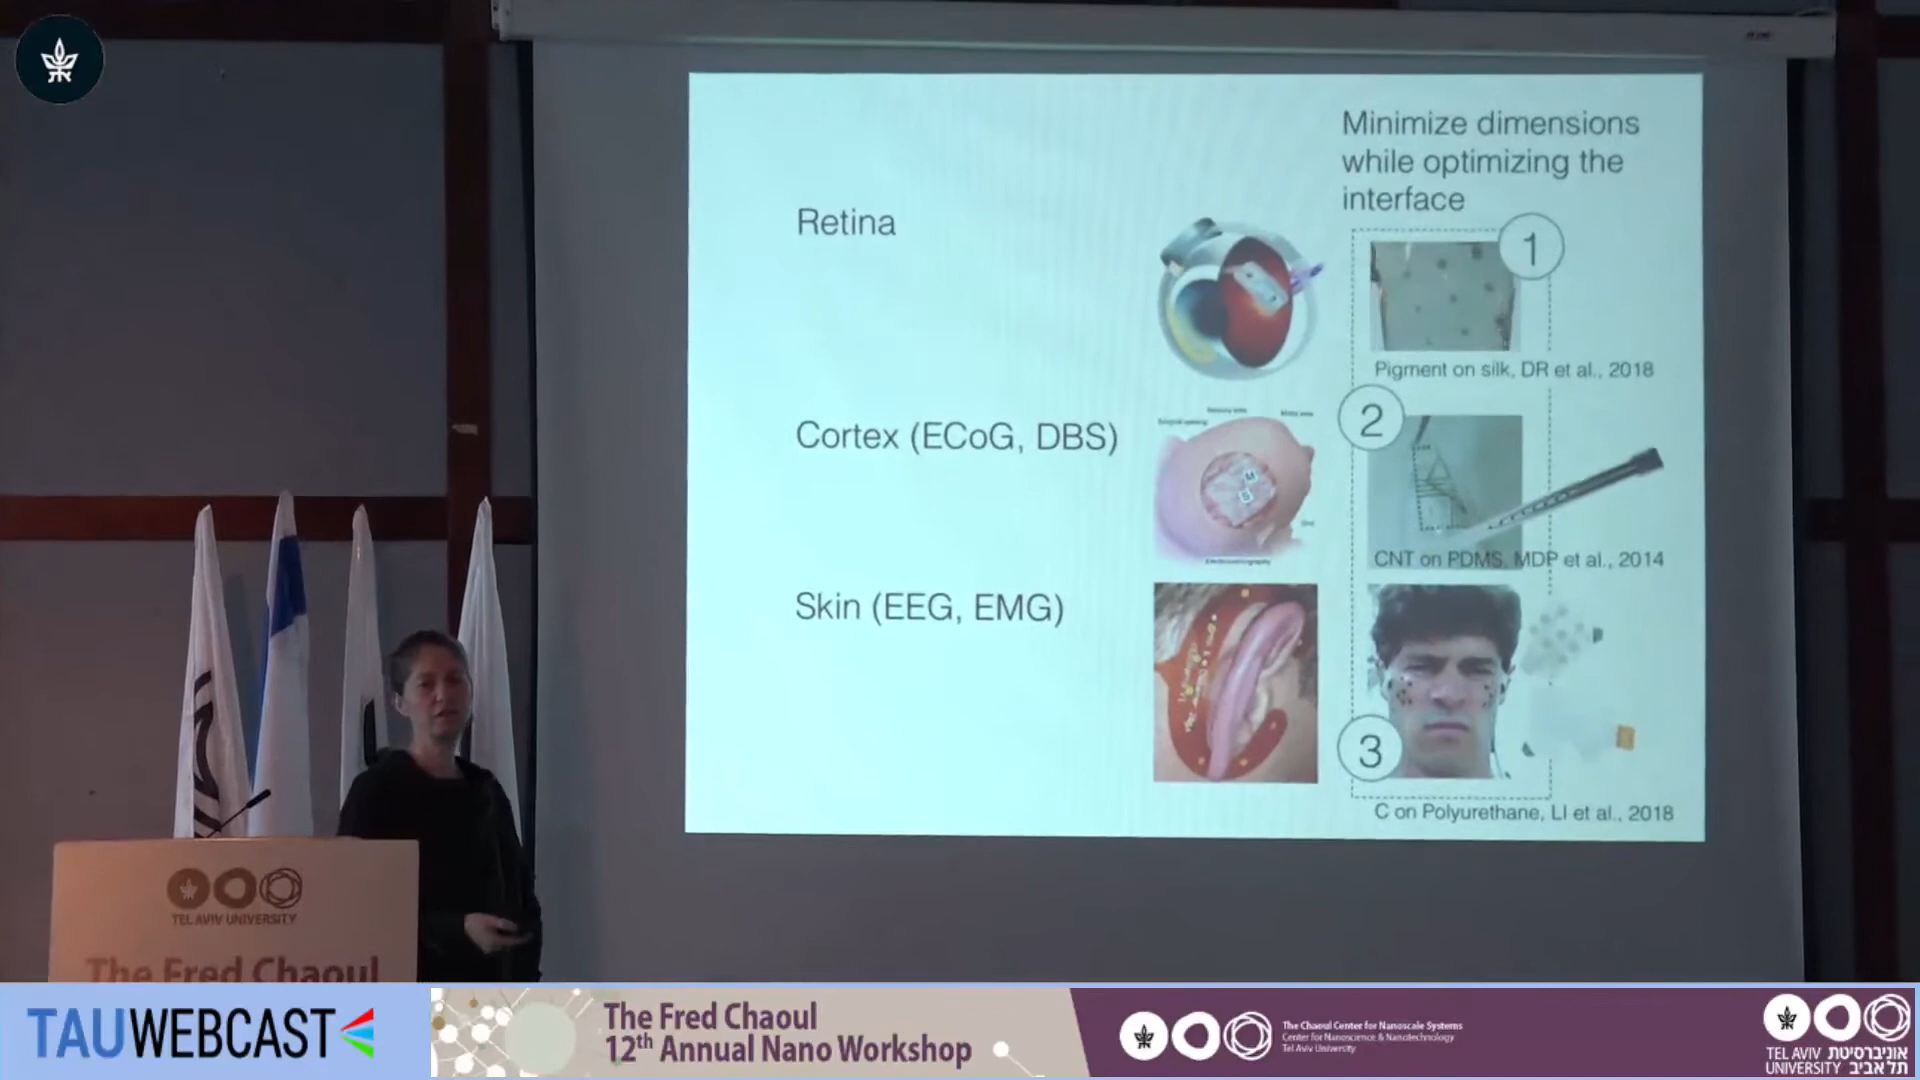 Minimize dimensions
while optimizing the
interface
Retina
1
Pigment on silk, DR et al., 2018
Cortex (ECoG, DBS)
2
M
S
CNT on PDMS, MDP et al., 2014
Skin (EEG, EMG)
3
C on Polyurethane, LI et al., 2018
TEL AVIV UNIVERSITY
The Fred Chaoul
TAUWEBCAST
The Fred Chaoul
12th Annual Nano Workshop
The Chaoul Center for Nanoscale Systems
Center for Nanoscience & Nanotechnology
Tel Aviv University
TEL AVIV אוניברסיטת
UNIVERSITY תל אביב